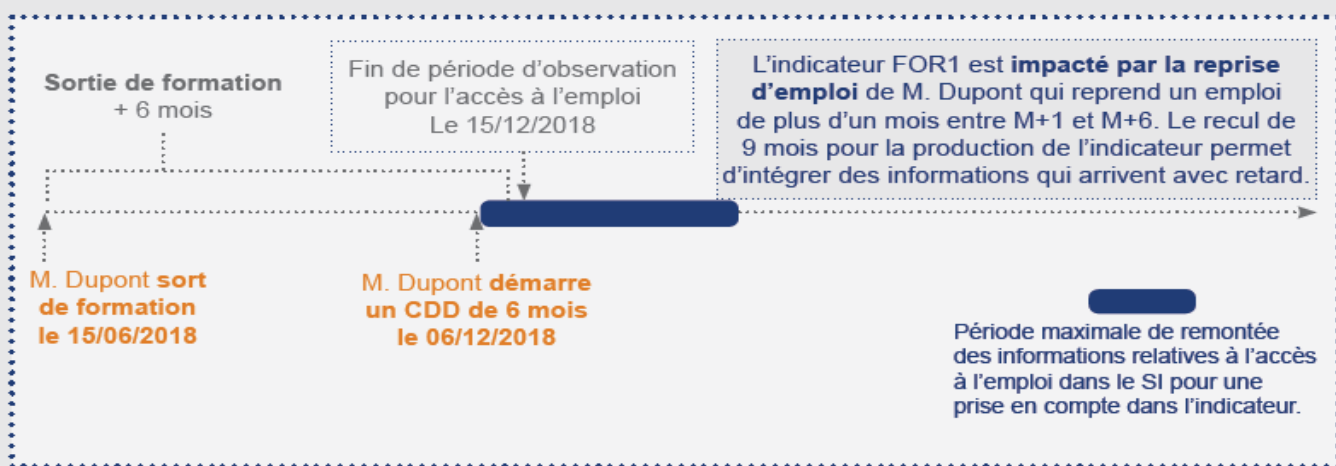 Sortie de formation
+ 6 mois
Fin de période d'observation
pour l'accès à l'emploi
Le 15/12/2018
L'indicateur FOR1 est impacté par la reprise
d'emploi de M. Dupont qui reprend un emploi
de plus d'un mois entre M+1 et M+6. Le recul de
9 mois pour la production de l'indicateur permet
d'intégrer des informations qui arrivent avec retard.
M. Dupont sort
de formation
le 15/06/2018
M. Dupont démarre
un CDD de 6 mois
le 06/12/2018
Période maximale de remontée
des informations relatives à l'accès
à l'emploi dans le SI pour une
prise en compte dans l'indicateur.